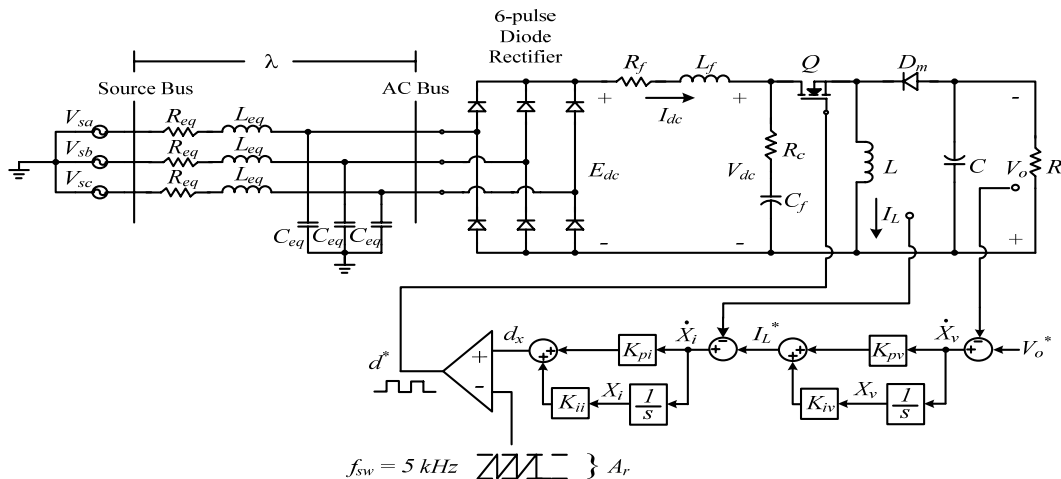 6-pulse
Diode
Rectifier
λ
Source Bus
AC Bus
V_sa
V_sb
V_sc
R_eq
R_eq
R_eq
L_eq
L_eq
L_eq
C_eq
C_eq
C_eq
+
E_dc
-
R_f
L_f
I_dc
+
V_dc
-
R_c
C_f
Q
D_m
L
I_L
C
-
V_o
+
R
d*
+
-
d_x
+
+
K_pi
K_ii
X_i
1/s
Ẋ_i
+
-
I_L*
+
+
K_pv
K_iv
X_v
1/s
Ẋ_v
+
-
V_o*
f_sw = 5 kHz } A_r